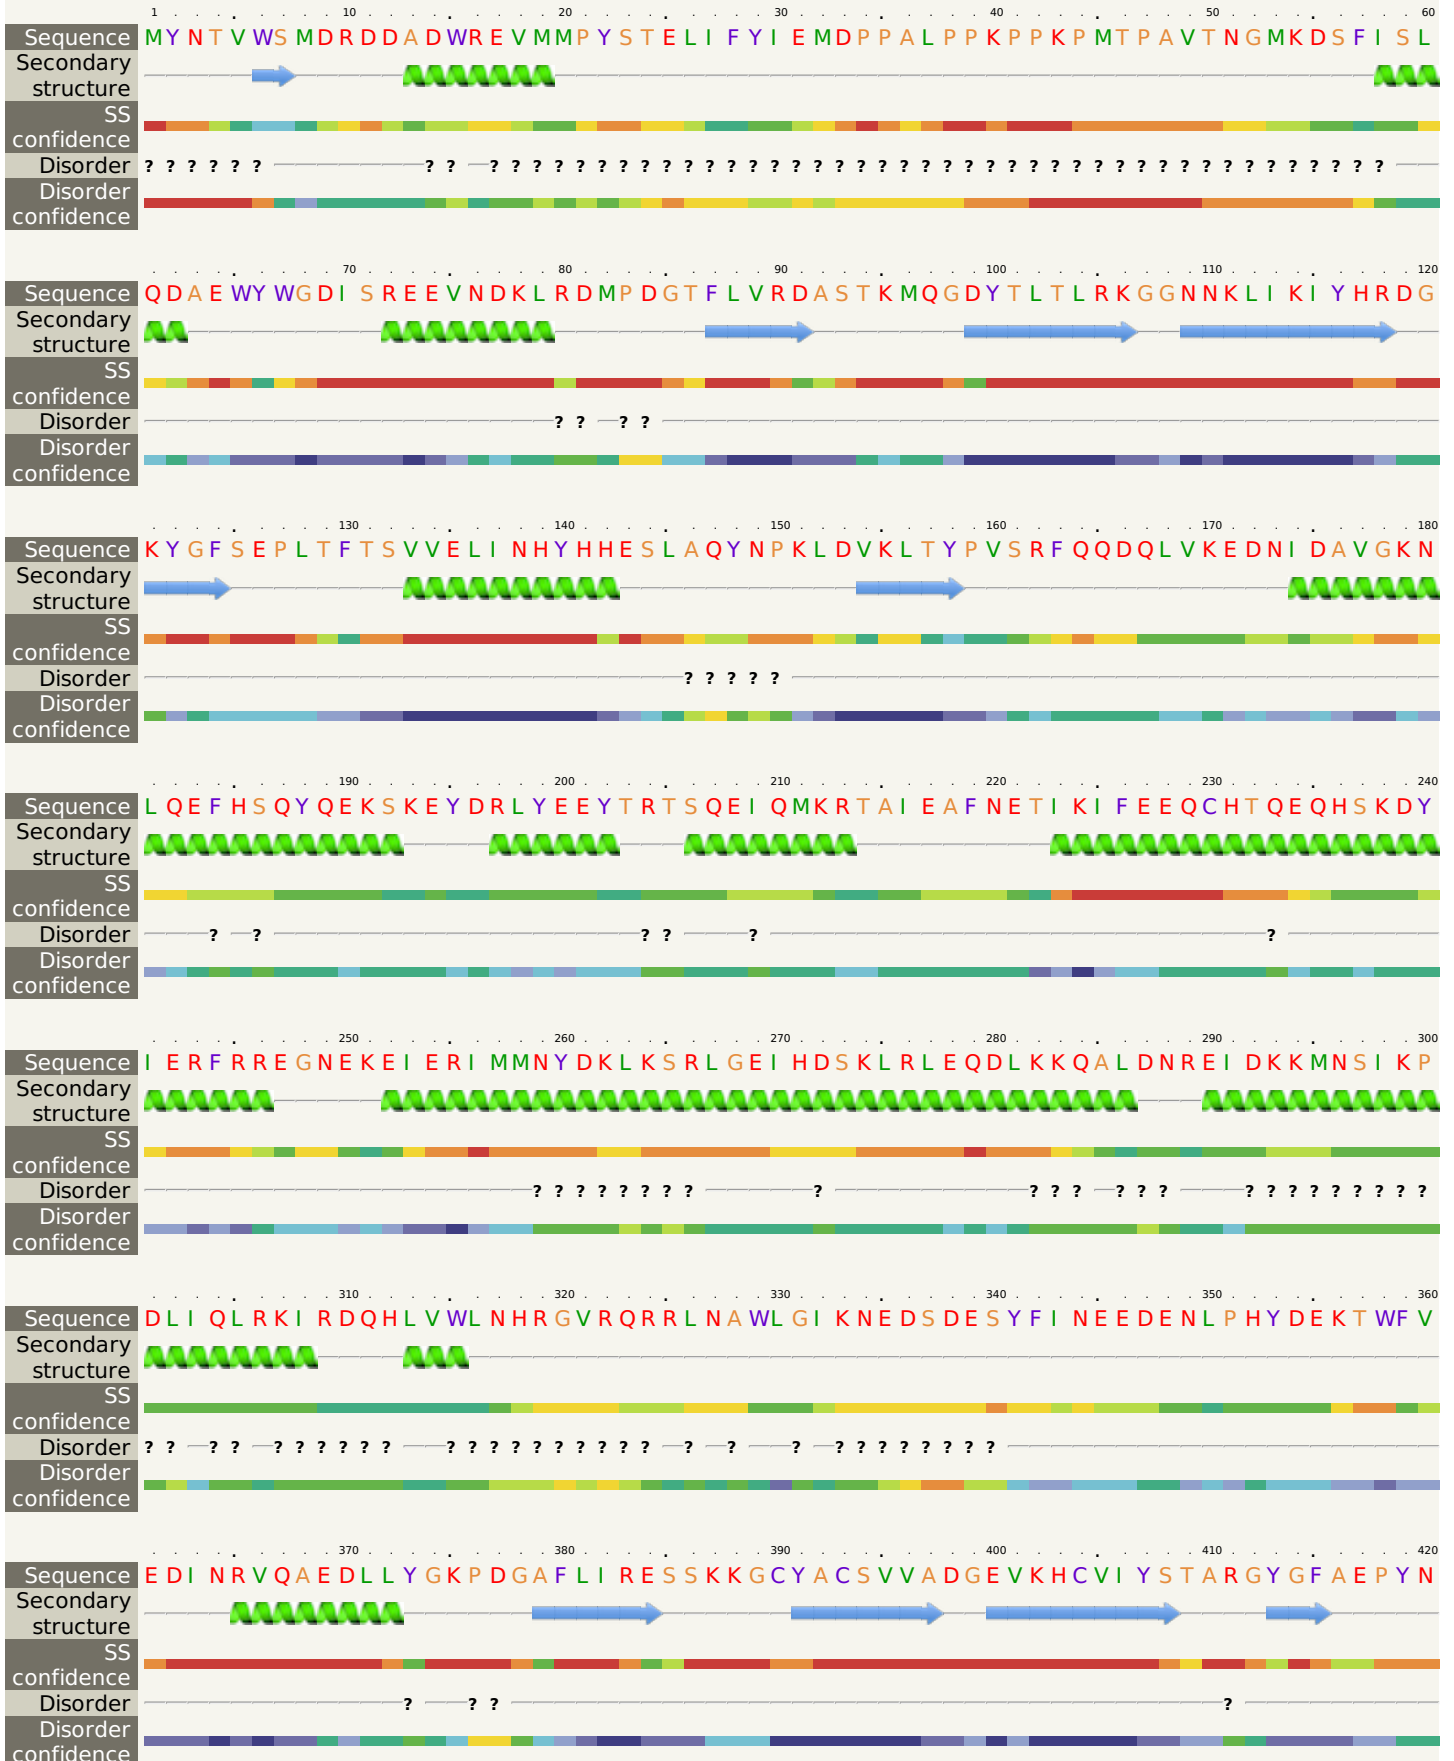 1 10 20 30 40 50 60
Sequence MYNTVWSMDRDDADWREVMMPYSTELIFYIEMDPPALPPKPPKPMTPAVTNGMKDSFISL
Secondary
structure
SS
confidence
Disorder ? ? ? ? ? ? ? ? ? ? ? ? ? ? ? ? ? ? ? ? ? ? ? ? ? ? ? ? ? ? ? ? ? ? ? ? ? ? ? ? ? ? ? ? ? ? ? ? ?
Disorder
confidence
70 80 90 100 110 120
Sequence QDAEWYWGDISREEVNDKLRDMPDGTFLVRDASTKMQGDYTLTLRKGGNNKLIKIYHRDG
Secondary
structure
SS
confidence
Disorder ? ? ? ?
Disorder
confidence
130 140 150 160 170 180
Sequence KYGFSEPLTFTSVVELINHYHHESLAQYNPKLDVKLTYPVSRFQQDQLVKEDNIDAVGKN
Secondary
structure
SS
confidence
Disorder ? ? ? ? ?
Disorder
confidence
190 200 210 220 230 240
Sequence LQEFHSQYQEKSKEYDRLYEEYTRTSQEIQMKRTAIEAFNETIKIFEEQCHTQEQHSKDY
Secondary
structure
SS
confidence
Disorder ? ? ? ? ? ?
Disorder
confidence
250 260 270 280 290 300
Sequence IERFRREGNEKEIERIMMNYDKLKSRLGEIHDSKLRLEQDLKKQALDNREIDKKMNSIKP
Secondary
structure
SS
confidence
Disorder ? ? ? ? ? ? ? ? ? ? ? ? ? ? ? ? ? ? ? ? ? ? ? ? 
Disorder
confidence
310 320 330 340 350 360
Sequence DLIQLRKIRDQHLVWLNHRGVRQRRLNAWLGIKNEDSDESYFINEEDENLPHYDEKTWFV
Secondary
structure
SS
confidence
Disorder ? ? ? ? ? ? ? ? ? ? ? ? ? ? ? ? ? ? ? ? ? ? ? ? ? ? ? ? ? ? ? ?
Disorder
confidence
370 380 390 400 410 420
Sequence EDINRVQAEDLLYGKPDGAFLIRESSKKGCYACSVVADGEVKHCVIYSTARGYGFAEPYN
Secondary
structure
SS
confidence
Disorder ? ? ? ?
Disorder
confidence